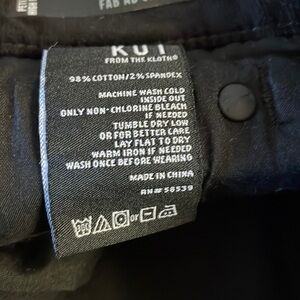 KUT
FROM THE KLOTH®
98% COTTON/2% SPANDEX
MACHINE WASH COLD
INSIDE OUT
ONLY NON-CHLORINE BLEACH
IF NEEDED
TUMBLE DRY LOW
OR FOR BETTER CARE
LAY FLAT TO DRY
WARM IRON IF NEEDED
WASH ONCE BEFORE WEARING
MADE IN CHINA
RN# 58539
or